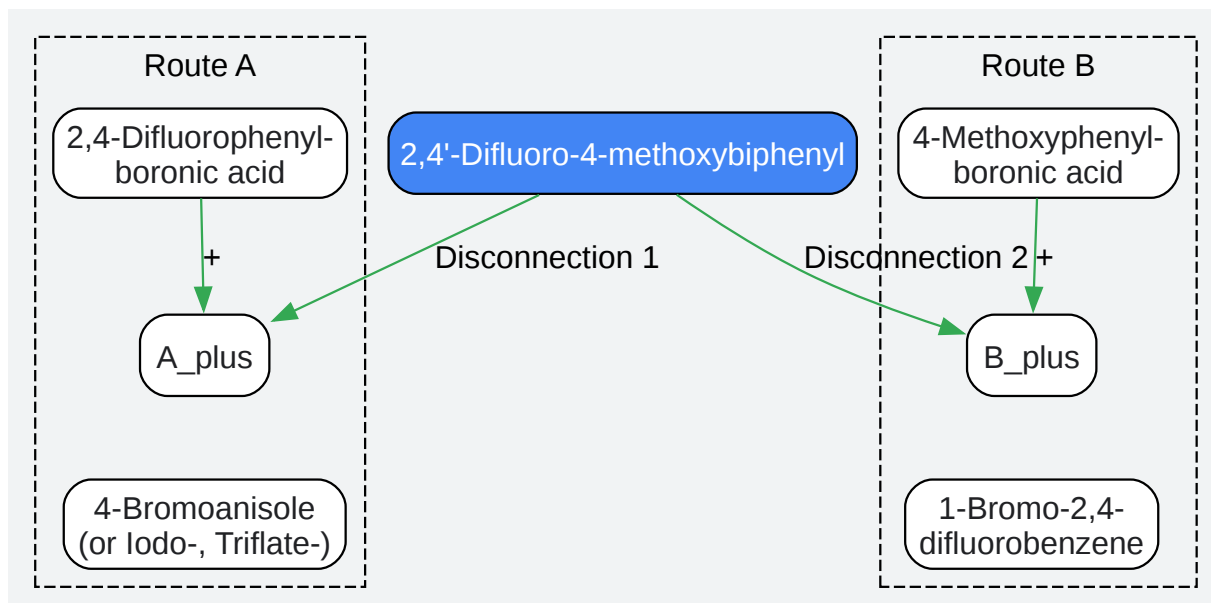 Route A
Route B
2,4-Difluorophenyl-
boronic acid
2,4'-Difluoro-4-methoxybiphenyl
4-Methoxyphenyl-
boronic acid
+
Disconnection 1
Disconnection 2
+
A_plus
B_plus
4-Bromoanisole
(or Iodo-, Triflate-)
1-Bromo-2,4-
difluorobenzene